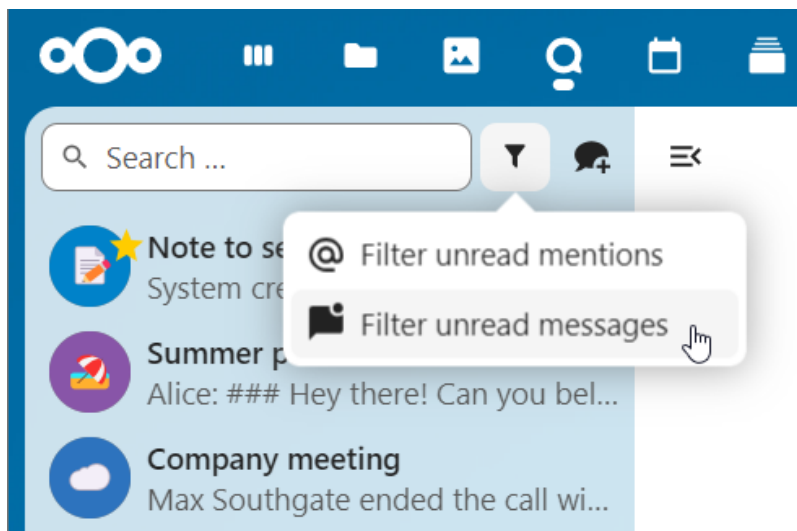 Search ...
Filter unread mentions
Filter unread messages
Note to se
System cre
Summer p
Alice: ### Hey there! Can you bel...
Company meeting
Max Southgate ended the call wi...